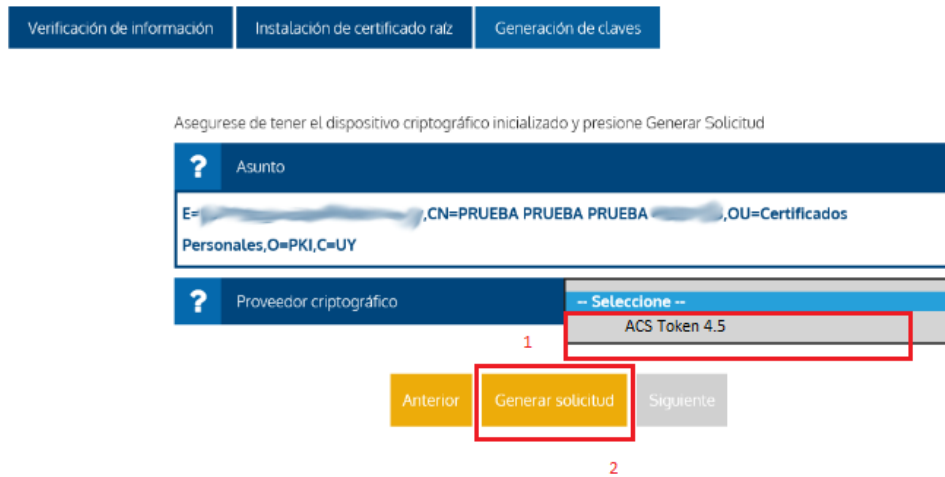 Verificación de información Instalación de certificado raíz Generación de claves
Asegurese de tener el dispositivo criptográfico inicializado y presione Generar Solicitud
? Asunto
E= ,CN=PRUEBA PRUEBA PRUEBA ,OU=Certificados
Personales,O=PKI,C=UY
? Proveedor criptográfico -- Seleccione --
ACS Token 4.5
1
Anterior Generar solicitud Siguiente
2